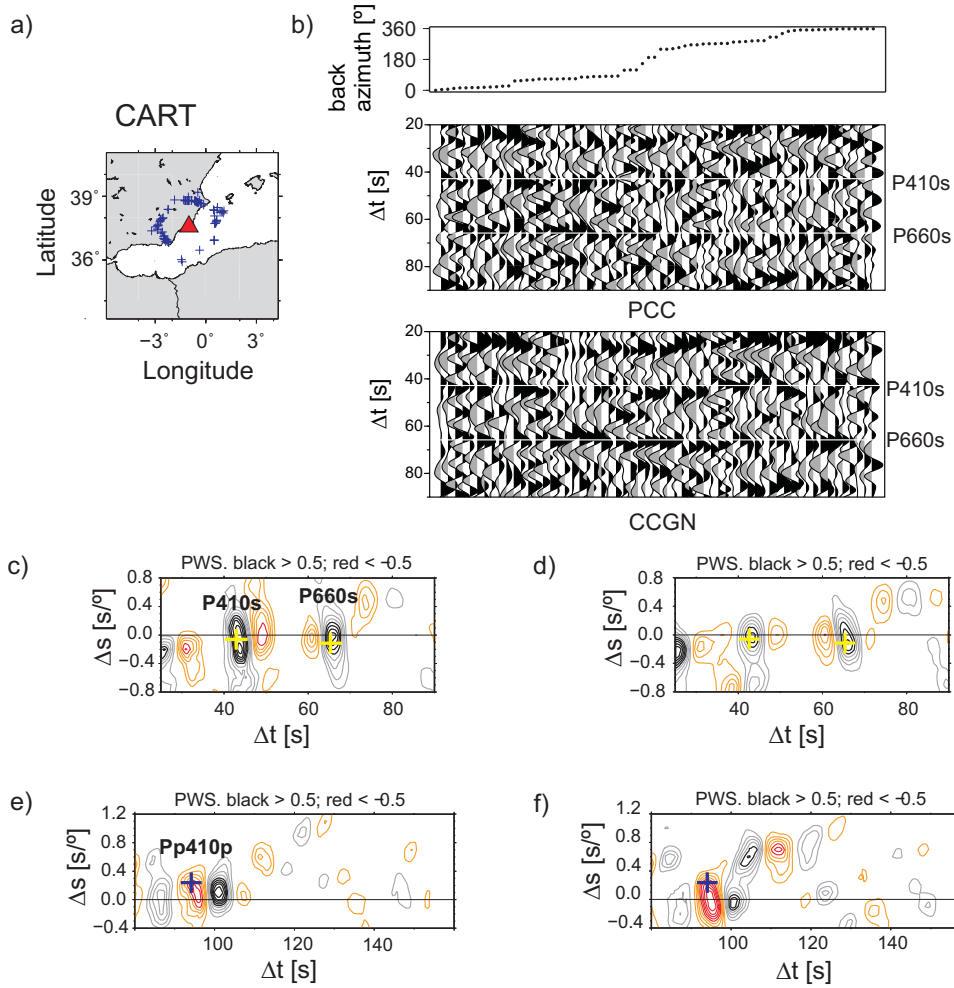 a)
CART
39°
36°
Latitude
−3°
0°
3°
Longitude
b)
360
180
0
back
azimuth [º]
20
40
60
80
Δt [s]
P410s
P660s
PCC
20
40
60
80
Δt [s]
P410s
P660s
CCGN
c)
PWS. black > 0.5; red < −0.5
P410s
P660s
0.8
0.4
0.0
−0.4
−0.8
Δs [s/º]
40
60
80
Δt [s]
d)
PWS. black > 0.5; red < −0.5
0.8
0.4
0.0
−0.4
−0.8
Δs [s/º]
40
60
80
Δt [s]
e)
PWS. black > 0.5; red < −0.5
Pp410p
1.2
0.8
0.4
0.0
−0.4
Δs [s/º]
100
120
140
Δt [s]
f)
PWS. black > 0.5; red < −0.5
1.2
0.8
0.4
0.0
−0.4
Δs [s/º]
100
120
140
Δt [s]